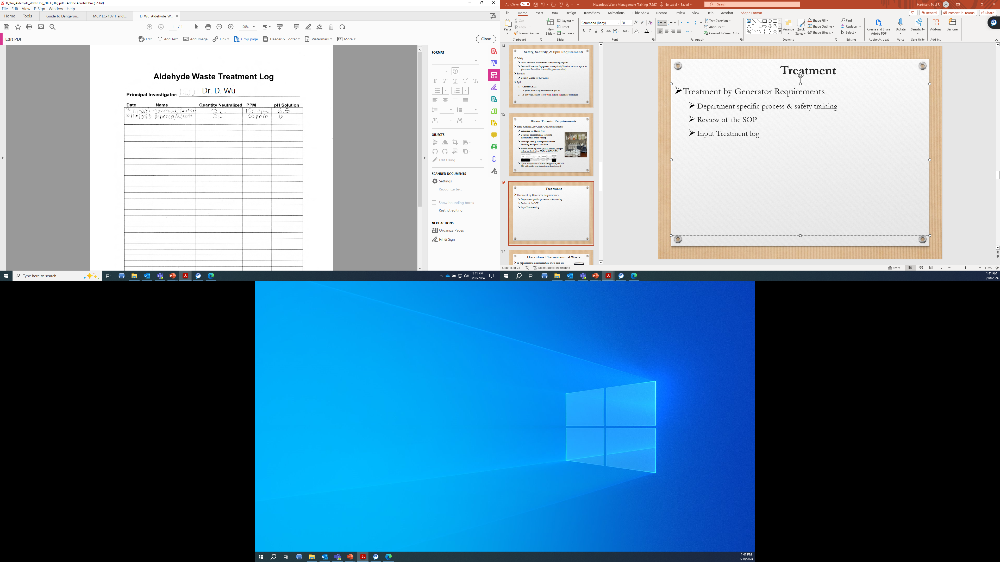 D_Wu_Aldehyde_Waste log_2023 (002).pdf - Adobe Acrobat Pro (32-bit)
File Edit View E-Sign Window Help
Home Tools Guide to Dangerou... MCP EC-107 Handl... D_Wu_Aldehyde_W... ×
1 / 1 100%
Edit PDF Edit Add Text Add Image Link Crop page Header & Footer Watermark More Close
Aldehyde Waste Treatment Log
Principal Investigator: Dr. D. Wu
Date Name Quantity Neutralized PPM pH Solution
2 L 6.5
Rebecca Sweem 2L 20 ppm 6
FORMAT
OBJECTS
Edit Using...
SCANNED DOCUMENTS
Settings
Recognize text
Show bounding boxes
Restrict editing
NEXT ACTIONS
Organize Pages
Fill & Sign
Type here to search
1:41 PM
3/18/2024
AutoSave On Hazardous Waste Management Training (R&D) No Label • Saved Search Harbison, Paul R.
File Home Insert Draw Design Transitions Animations Slide Show Record Review View Help Acrobat Shape Format Record Present in Teams Share
Paste Cut Copy Format Painter New Slide Layout Reset Section Garamond (Body) 20 Text Direction Align Text Convert to SmartArt Arrange Quick Styles Shape Fill Shape Outline Shape Effects Find Replace Select Create and Share Adobe PDF Dictate Sensitivity Add-ins Designer
Clipboard Slides Font Paragraph Drawing Editing Adobe Acrobat Voice Sensitivity Add-ins
14
Safety, Security, & Spill Requirements
Safety
Initial hands-on documented safety training required
Personal Protective Equipment use required (Chemical resistant apron &
gloves and face shield is stored in green container)
Security
Contact GEMS for Key Access
Spill
1. Contact GEMS
2. If yours, clean it up with available spill kit
3. If not yours, follow (Stop Warn Isolate Minimize) procedure
15
Waste Turn-in Requirements
Semi-Annual Lab Clean-Out Requirements
Scheduled for May & Nov
Combine compatibles & segregate
incompatibles when storing
Post sign stating, "Dangerous Waste
Pending Analysis" and date
Submit waste log form (incl: Contents, Weight
in lbs., & Section) & SDS's to GEMS PM
Upon completion of waste designation, GEMS
PM will notify your department for drop off
16
Treatment
Treatment by Generator Requirements
Department specific process & safety training
Review of the SOP
Input Treatment log
17
Hazardous Pharmaceutical Waste
18-gal hazardous pharmaceutical waste bins are
Treatment
Treatment by Generator Requirements
Department specific process & safety training
Review of the SOP
Input Treatment log
Slide 16 of 24 Accessibility: Investigate Notes 114%
1:41 PM
3/18/2024
1:41 PM
3/18/2024